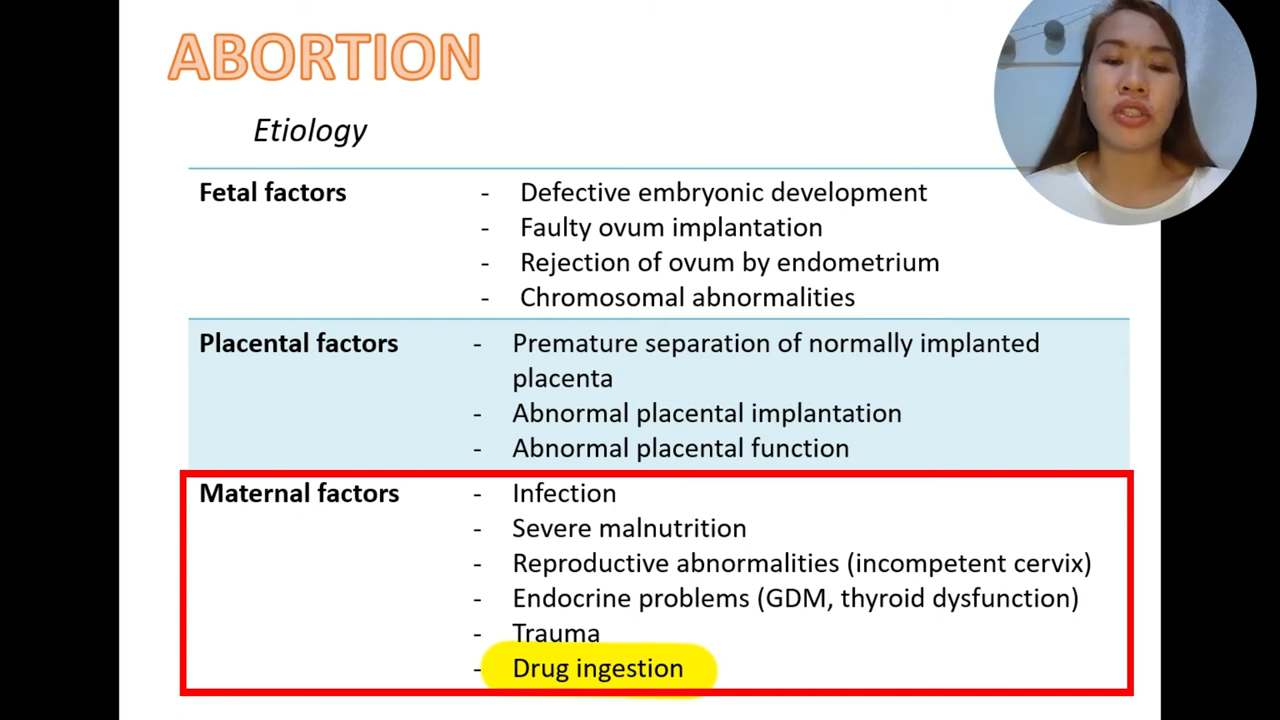 ABORTION
Etiology
Fetal factors - Defective embryonic development
- Faulty ovum implantation
- Rejection of ovum by endometrium
- Chromosomal abnormalities
Placental factors - Premature separation of normally implanted
placenta
- Abnormal placental implantation
- Abnormal placental function
Maternal factors - Infection
- Severe malnutrition
- Reproductive abnormalities (incompetent cervix)
- Endocrine problems (GDM, thyroid dysfunction)
- Trauma
- Drug ingestion